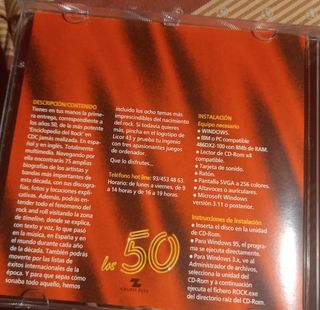 DESCRIPCIÓN/CONTENIDO
Tienes en tus manos la prime-
ra entrega, correspondiente a
los años 50, de la más potente
'Enciclopedia del Rock' en
CDC jamás realizada. En espa-
ñol y en inglés. Totalmente
multimedia. Navegando por
ella encontrarás 75 amplias
biografías de los artistas y
bandas más importantes de
esta década, con sus discogra-
fías, fotos y locuciones expli-
cativas. Además, podrás en-
tender todo el fenómeno del
rock and roll visitando la zona
de timeline, donde se explica,
con texto y voz, lo que pasó
en la música, en España y en
el mundo durante cada año
de la década. También podrás
moverte por las listas de
éxitos internacionales de la
época. Y para que sepas cómo
sonaba todo aquello, hemos
incluido los ocho temas más
imprescindibles del nacimiento
del rock. Si todavía quieres
más, pincha en el logotipo de
Licor 43 y prueba tu ingenio
con tres apasionantes juegos
de ordenador.
Que lo disfrutes...
Teléfono hot line: 93/453 48 63.
Horario: de lunes a viernes, de 9
a 14 horas y de 16 a 19 horas.
los 50
GRUPO ZETA
INSTALACIÓN
Equipo necesario
• WINDOWS.
• IBM o PC compatible
486DX2-100 con 8Mb de RAM.
• Lector de CD-Rom x4
compatible.
• Tarjeta de sonido.
• Ratón.
• Pantalla SVGA a 256 colores.
• Altavoces o auriculares.
• Microsoft Windows
versión 3.11 o posterior.
Instrucciones de instalación
• Inserta el disco en la unidad
de CD-Rom.
• Para Windows 95, el programa
se ejecuta directamente.
• Para Windows 3.x, ve al
Administrador de archivos,
selecciona la unidad del
CD-Rom y a continuación
ejecuta el fichero ROCK.exe
del directorio raíz del CD-Rom.